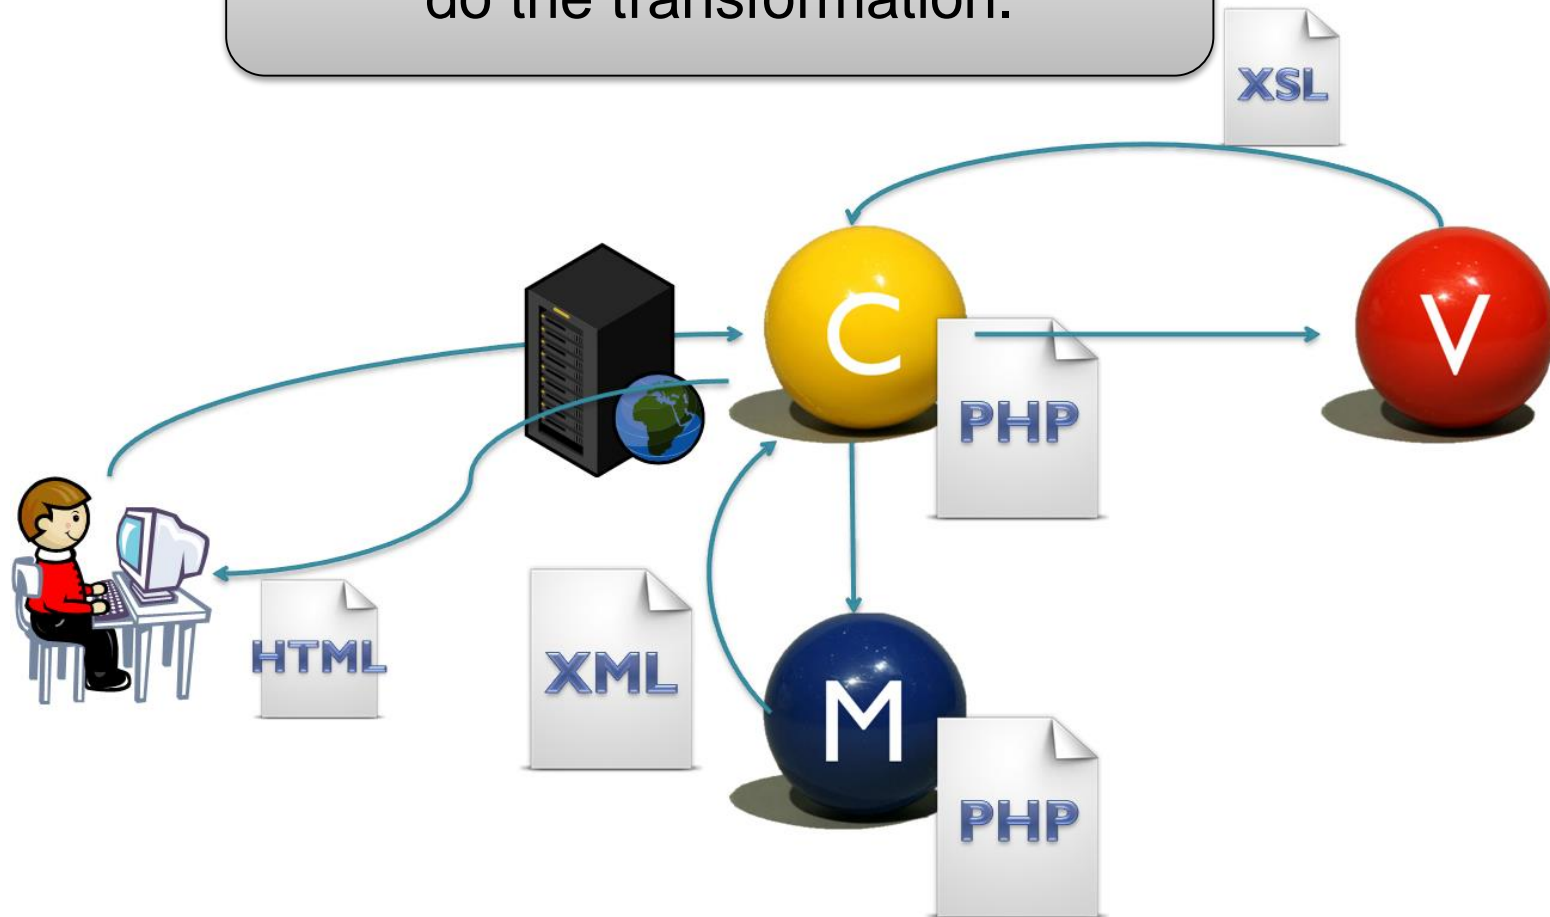 do the transformation.
XSL
C
V
PHP
HTML
XML
M
PHP